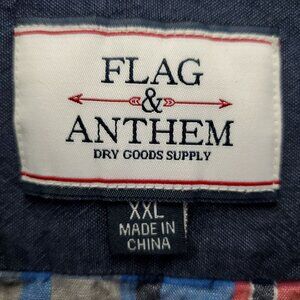 FLAG
&
ANTHEM
DRY GOODS SUPPLY
XXL
MADE IN
CHINA